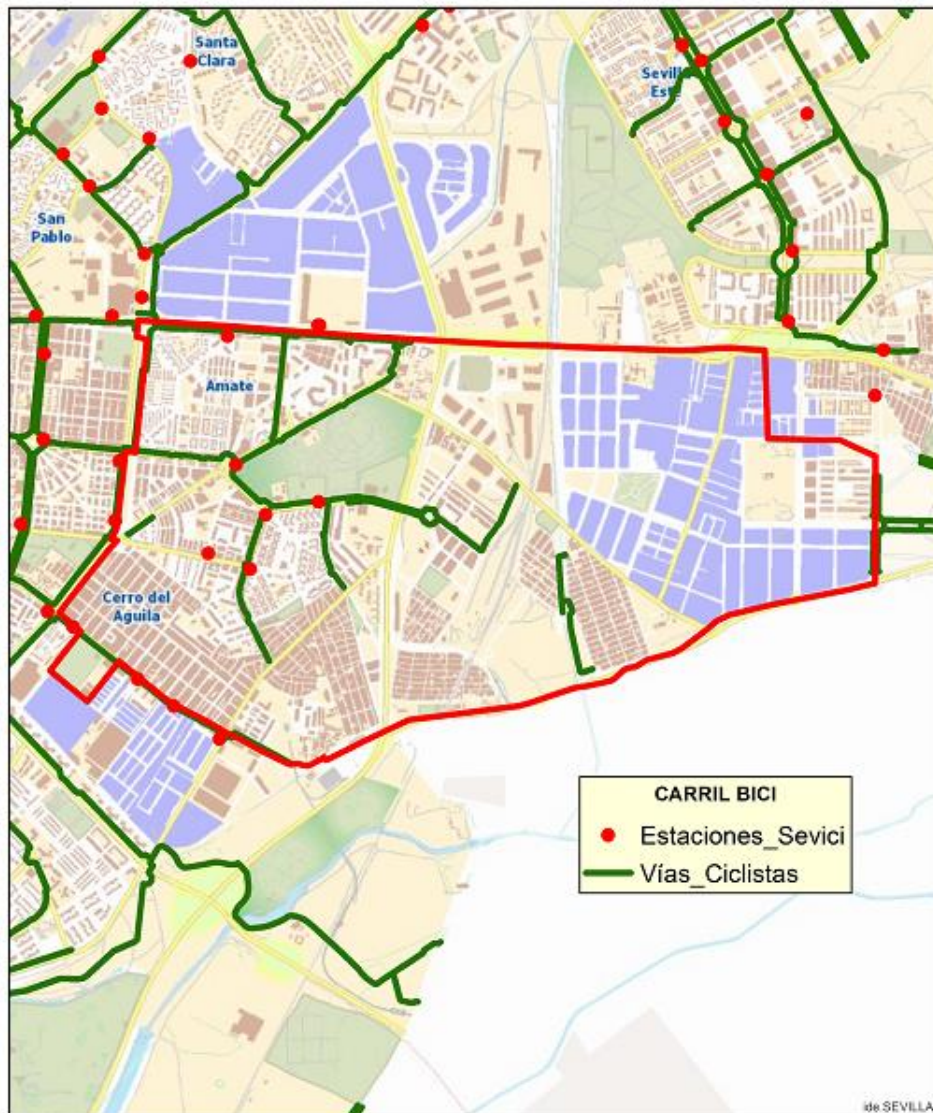 Santa
Clara
Sevilla
Este
San
Pablo
Amate
Cerro del
Aguila
CARRIL BICI
Estaciones_Sevici
Vías_Ciclistas
ide.SEVILLA